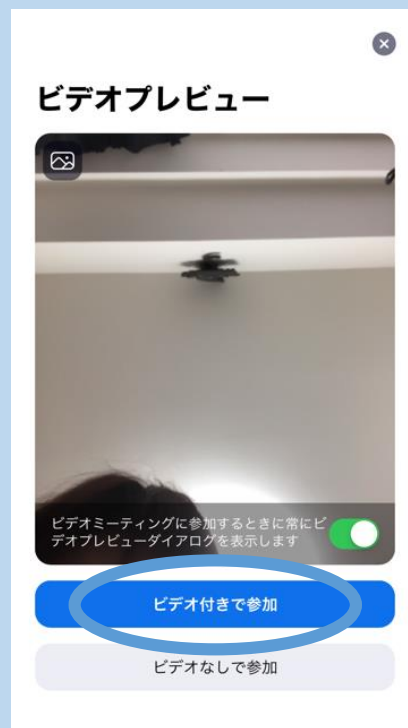 ビデオプレビュー
ビデオミーティングに参加するときに常にビ
デオプレビューダイアログを表示します
ビデオ付きで参加
ビデオなしで参加